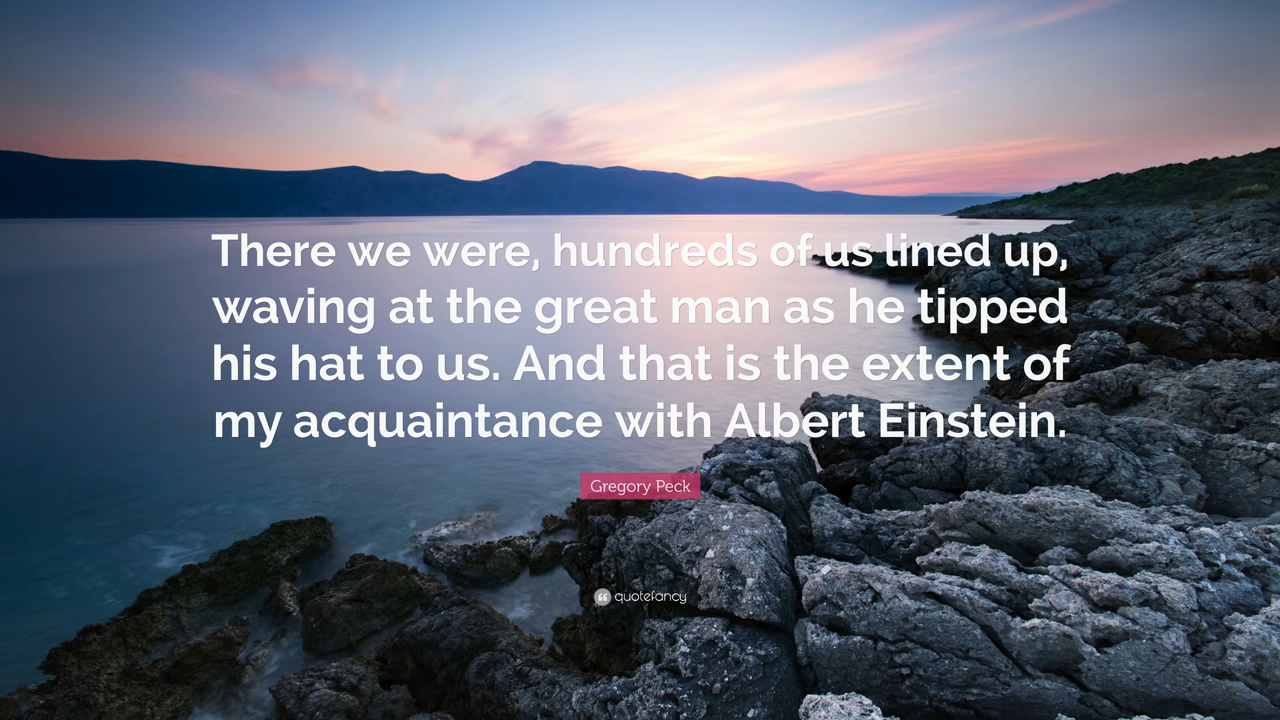 There we were, hundreds of us lined up,
waving at the great man as he tipped
his hat to us. And that is the extent of
my acquaintance with Albert Einstein.
Gregory Peck
quotefancy